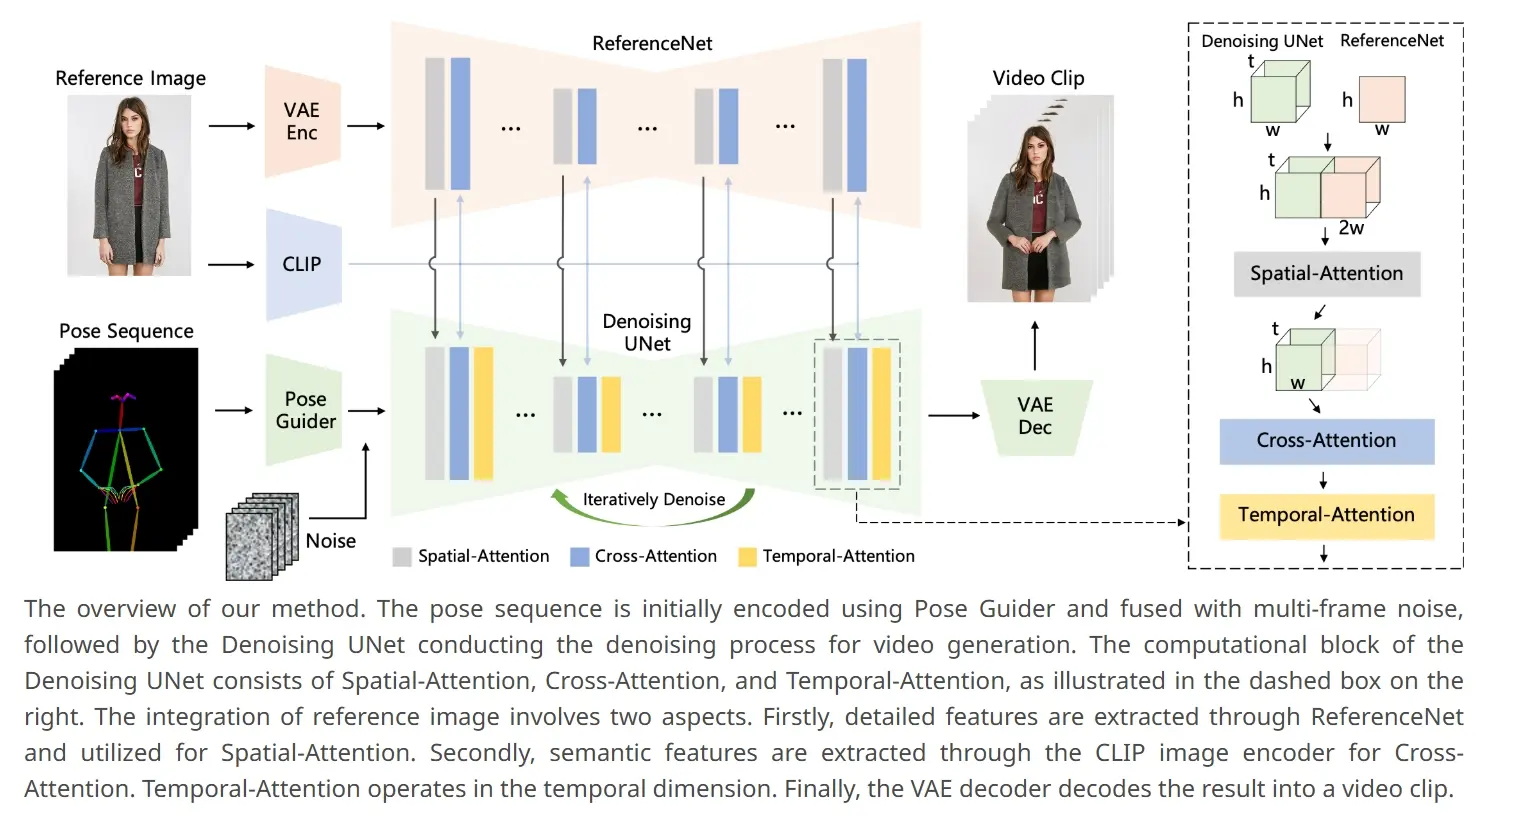 ReferenceNet
Reference Image
VAE
Enc
CLIP
Pose Sequence
Pose
Guider
Noise
Denoising
UNet
Iteratively Denoise
Spatial-Attention
Cross-Attention
Temporal-Attention
Video Clip
VAE
Dec
Denoising UNet
ReferenceNet
t
h
w
h
w
t
h
2w
Spatial-Attention
t
h
w
Cross-Attention
Temporal-Attention
The overview of our method. The pose sequence is initially encoded using Pose Guider and fused with multi-frame noise,
followed by the Denoising UNet conducting the denoising process for video generation. The computational block of the
Denoising UNet consists of Spatial-Attention, Cross-Attention, and Temporal-Attention, as illustrated in the dashed box on the
right. The integration of reference image involves two aspects. Firstly, detailed features are extracted through ReferenceNet
and utilized for Spatial-Attention. Secondly, semantic features are extracted through the CLIP image encoder for Cross-
Attention. Temporal-Attention operates in the temporal dimension. Finally, the VAE decoder decodes the result into a video clip.